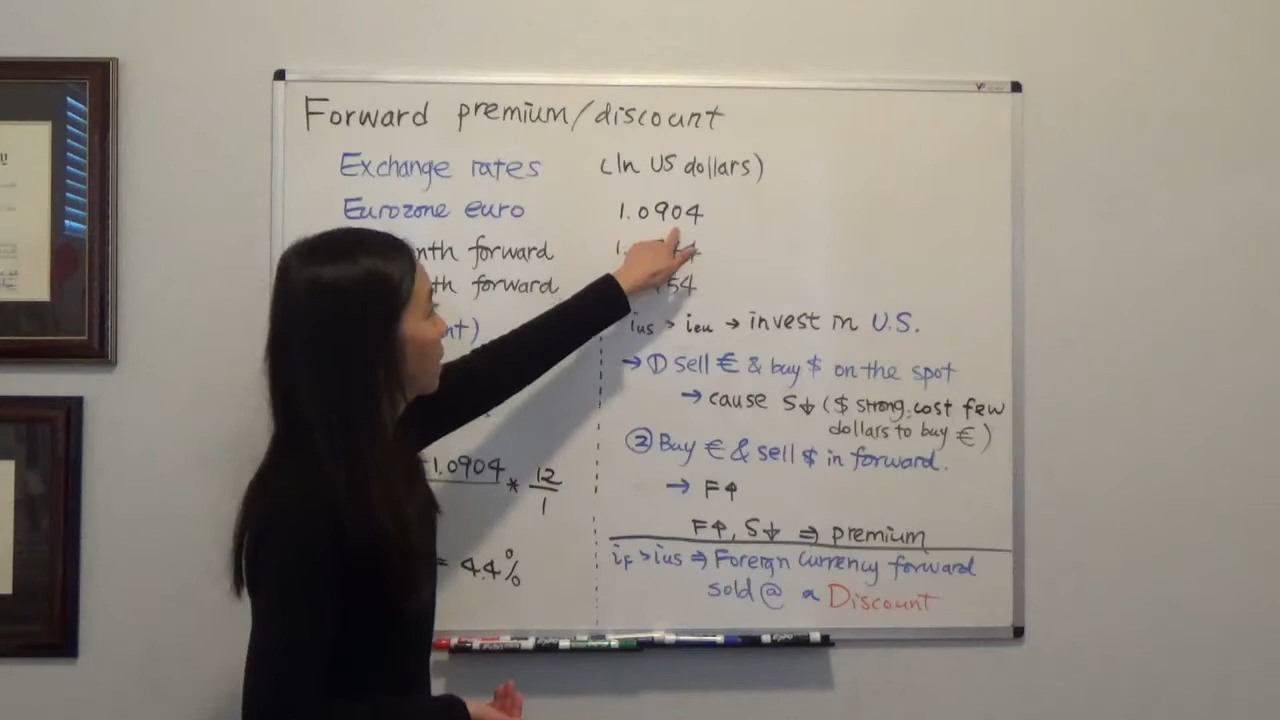 Forward premium/discount
Exchange rates (In US dollars)
Eurozone euro 1.0904
nth forward 1.
th forward 54
nt)
ius > ieu → invest in U.S.
→ ① sell € & buy $ on the spot
→ cause S↓ ($ strong, cost few
dollars to buy €)
② Buy € & sell $ in forward.
→ F↑
F↑, S↓ ⇒ premium
-1.0904 * 12/1
= 4.4%
iF > ius ⇒ Foreign Currency forward
sold @ a Discount